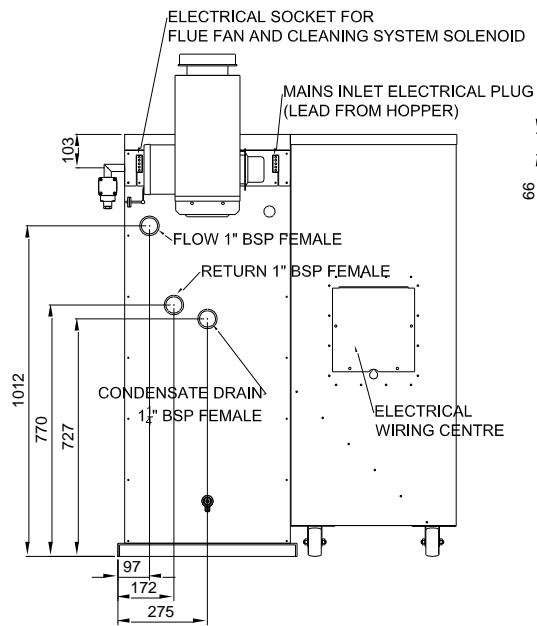 ELECTRICAL SOCKET FOR
FLUE FAN AND CLEANING SYSTEM SOLENOID
MAINS INLET ELECTRICAL PLUG
(LEAD FROM HOPPER)
103
66
FLOW 1" BSP FEMALE
RETURN 1" BSP FEMALE
CONDENSATE DRAIN
1¼" BSP FEMALE
ELECTRICAL
WIRING CENTRE
1012
770
727
97
172
275